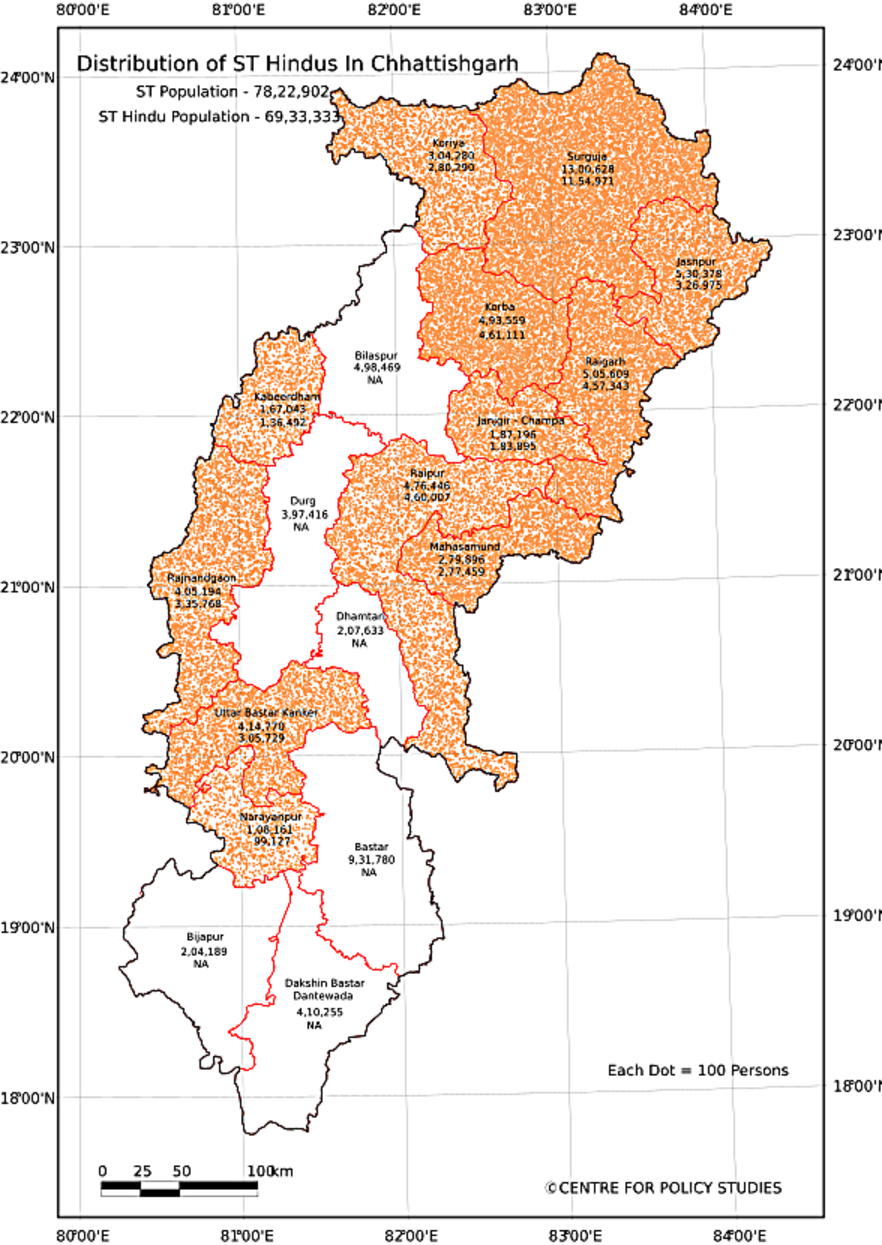 80°00'E 81°00'E 82°00'E 83°00'E 84°00'E
Distribution of ST Hindus In Chhattishgarh
24°00'N 24°00'N
ST Population - 78,22,902
ST Hindu Population - 69,33,333
Koriya
3,04,280
2,80,290
Surguja
13,00,628
11,54,971
23°00'N 23°00'N
Jashpur
5,30,378
3,26,975
Korba
4,93,559
4,61,111
Bilaspur
4,98,469
NA
Raigarh
5,05,609
4,57,343
Kabeerdham
1,67,043
1,36,492
22°00'N 22°00'N
Janjgir - Champa
1,87,196
1,83,895
Raipur
4,76,446
4,60,007
Durg
3,97,416
NA
Mahasamund
2,79,896
2,77,459
21°00'N 21°00'N
Rajnandgaon
4,05,194
3,35,768
Dhamtari
2,07,633
NA
Uttar Bastar Kanker
4,14,770
3,05,729
20°00'N 20°00'N
Narayanpur
1,08,161
99,127
Bastar
9,31,780
NA
19°00'N 19°00'N
Bijapur
2,04,189
NA
Dakshin Bastar
Dantewada
4,10,255
NA
Each Dot = 100 Persons
18°00'N 18°00'N
0 25 50 100km
©CENTRE FOR POLICY STUDIES
80°00'E 81°00'E 82°00'E 83°00'E 84°00'E